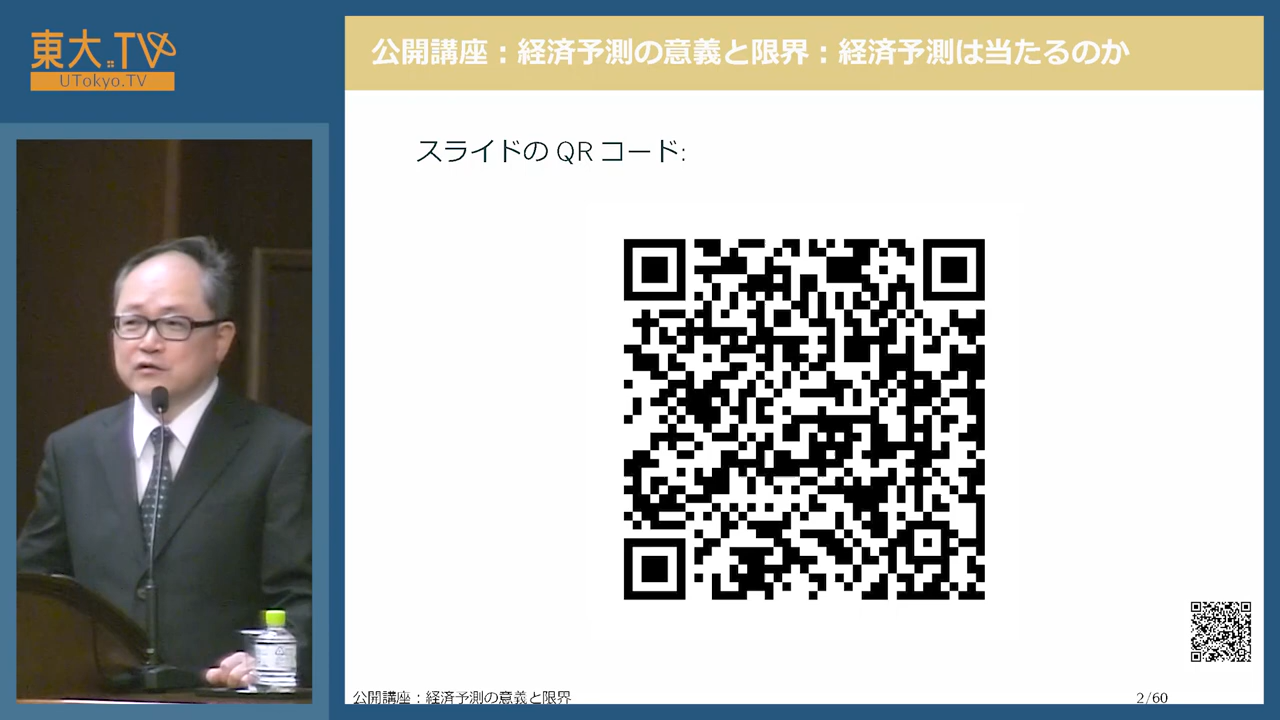 東大.TV
UTokyo.TV
公開講座：経済予測の意義と限界：経済予測は当たるのか
スライドの QR コード:
公開講座：経済予測の意義と限界
2/60